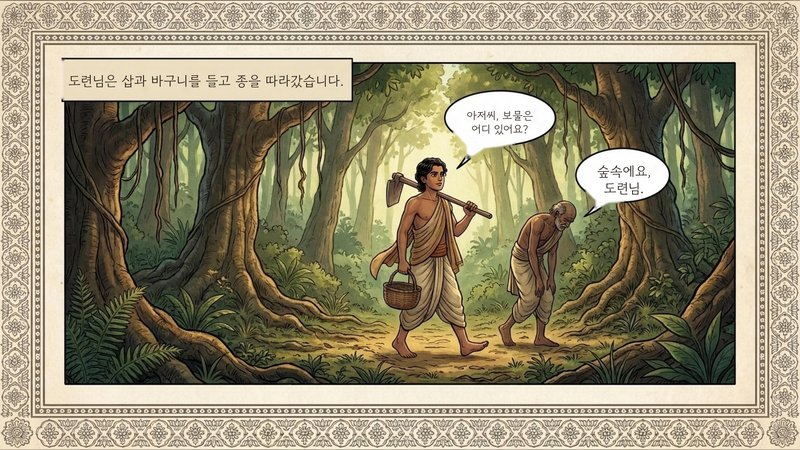 도련님은 삽과 바구니를 들고 종을 따라갔습니다.
아저씨, 보물은
어디 있어요?
숲속에요,
도련님.